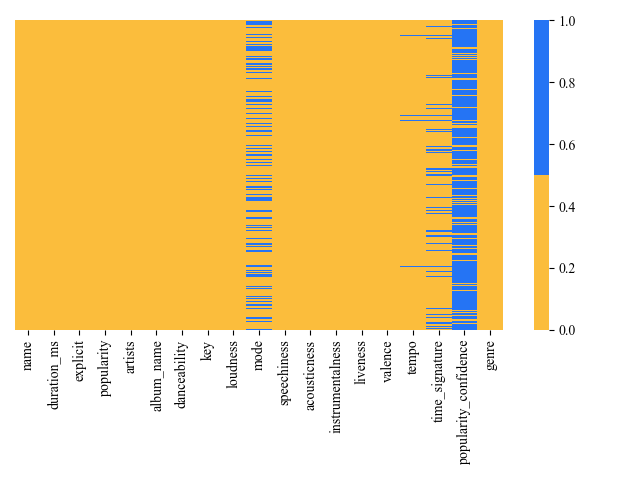 1.0
0.8
0.6
0.4
0.2
0.0
name
duration_ms
explicit
popularity
artists
album_name
danceability
key
loudness
mode
speechiness
acousticness
instrumentalness
liveness
valence
tempo
time_signature
popularity_confidence
genre